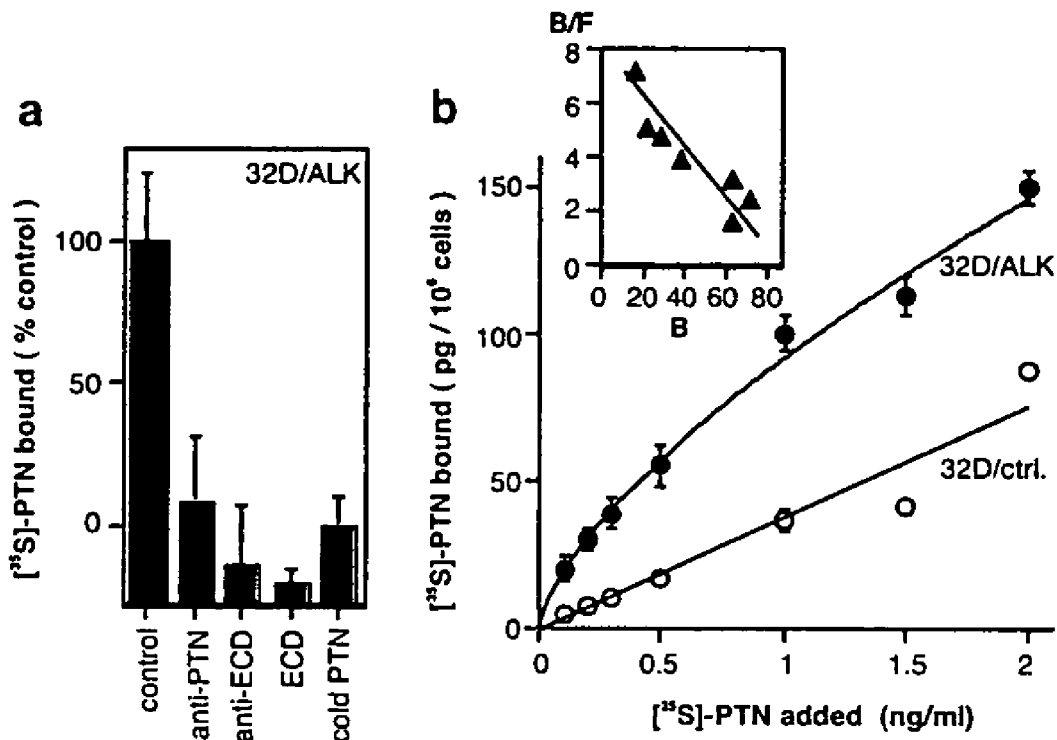 a
32D/ALK
[³⁵S]-PTN bound ( % control )
100
50
0
control
anti-PTN
anti-ECD
ECD
cold PTN
b
B/F
8
6
4
2
0
0 20 40 60 80
B
[³⁵S]-PTN bound ( pg / 10⁶ cells)
150
100
50
0
32D/ALK
32D/ctrl.
0 0.5 1 1.5 2
[³⁵S]-PTN added (ng/ml)